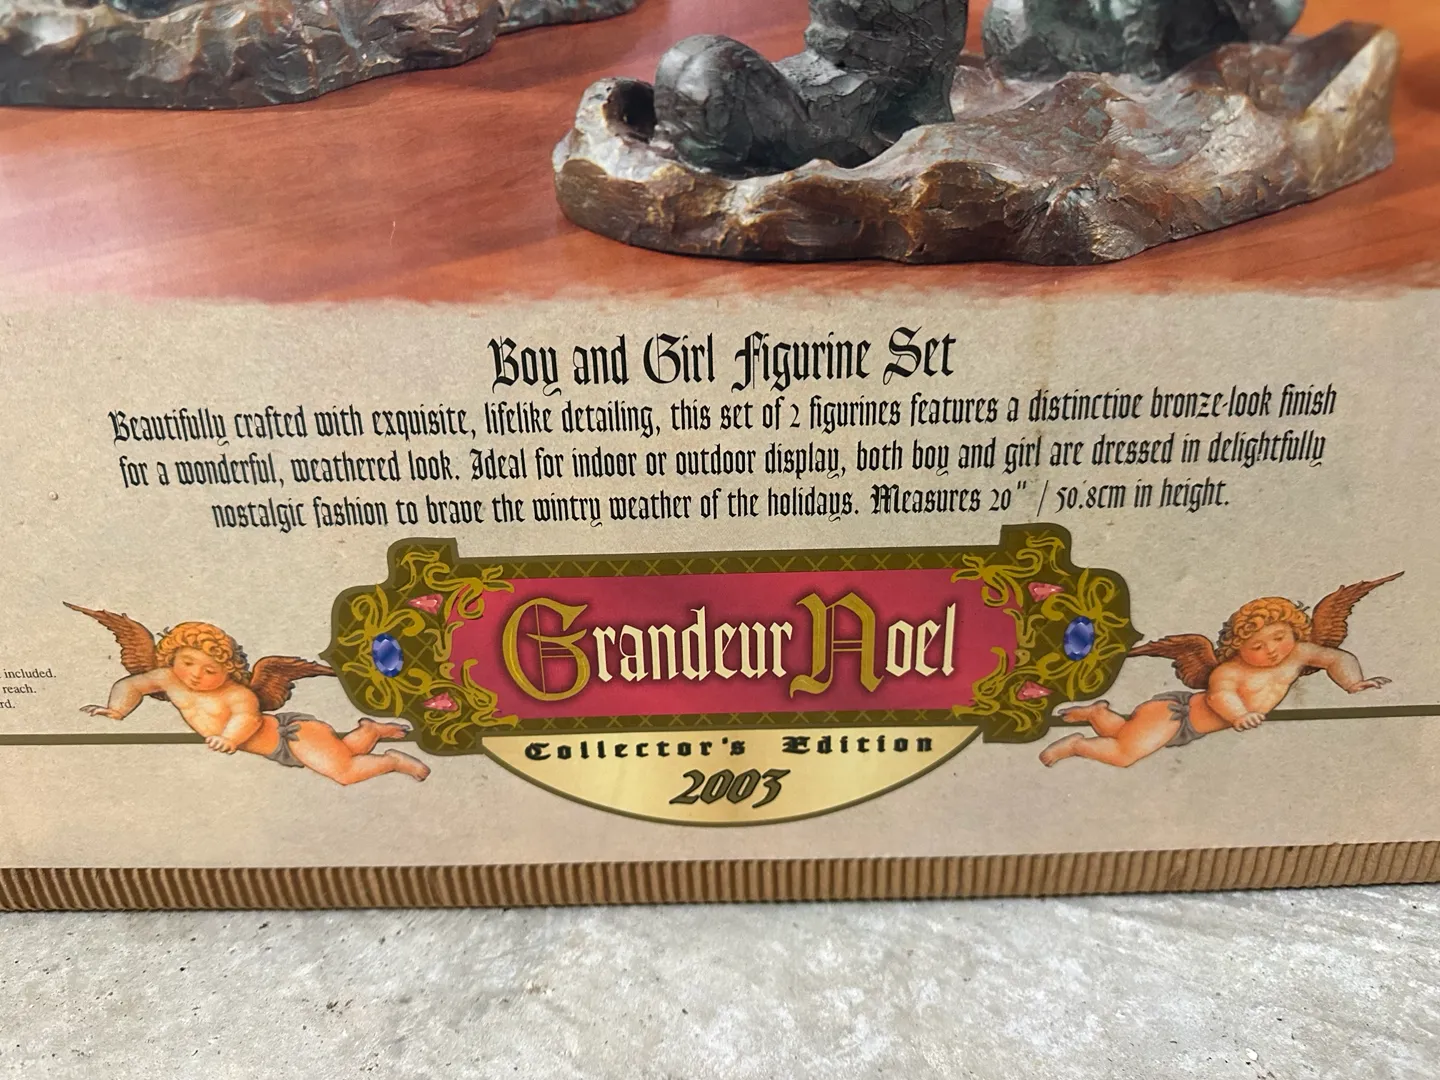 Boy and Girl Figurine Set
Beautifully crafted with exquisite, lifelike detailing, this set of 2 figurines features a distinctive bronze-look finish
for a wonderful, weathered look. Ideal for indoor or outdoor display, both boy and girl are dressed in delightfully
nostalgic fashion to brave the wintry weather of the holidays. Measures 20" / 50.8cm in height.
included.
reach.
rd.
Grandeur Noel
Collector's Edition
2003